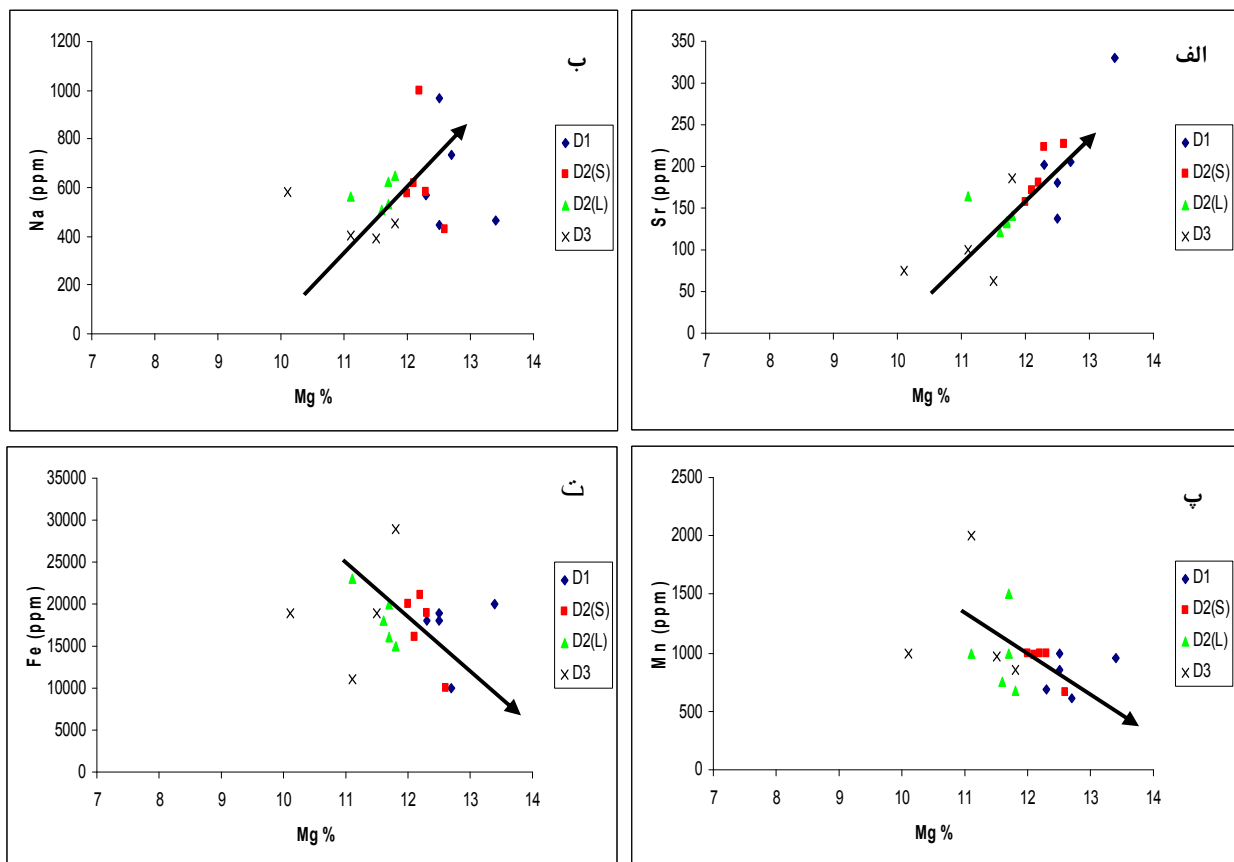 ب
1200
1000
800
600
400
200
0
7 8 9 10 11 12 13 14
Na (ppm)
Mg %
D1
D2(S)
D2(L)
D3
الف
350
300
250
200
150
100
50
0
7 8 9 10 11 12 13 14
Sr (ppm)
Mg %
D1
D2(S)
D2(L)
D3
ت
35000
30000
25000
20000
15000
10000
5000
0
7 8 9 10 11 12 13 14
Fe (ppm)
Mg %
D1
D2(S)
D2(L)
D3
پ
2500
2000
1500
1000
500
0
7 8 9 10 11 12 13 14
Mn (ppm)
Mg %
D1
D2(S)
D2(L)
D3